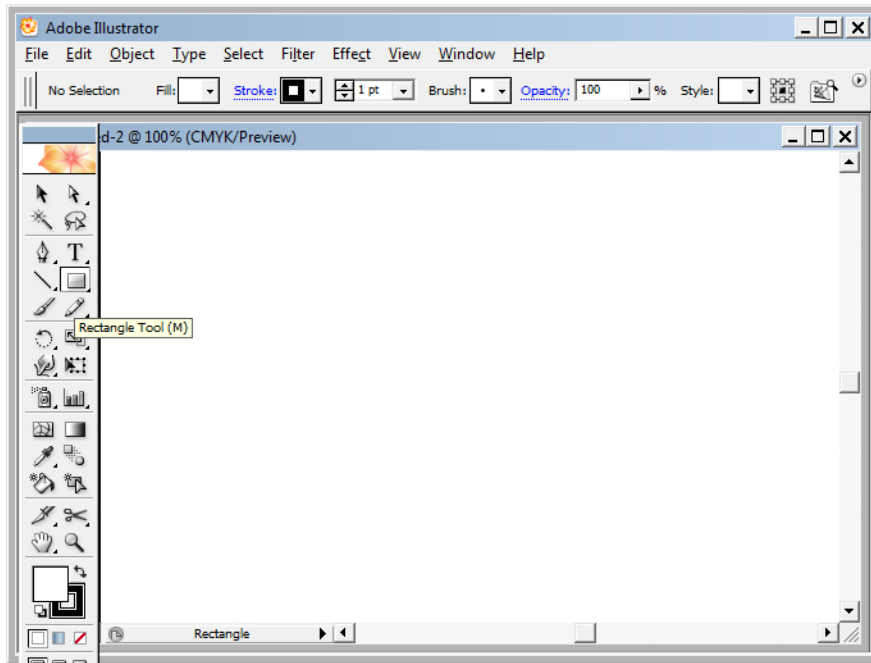 Adobe Illustrator
File Edit Object Type Select Filter Effect View Window Help
No Selection Fill: Stroke: 1 pt Brush: Opacity: 100 % Style:
ed-2 @ 100% (CMYK/Preview)
T
Rectangle Tool (M)
Rectangle